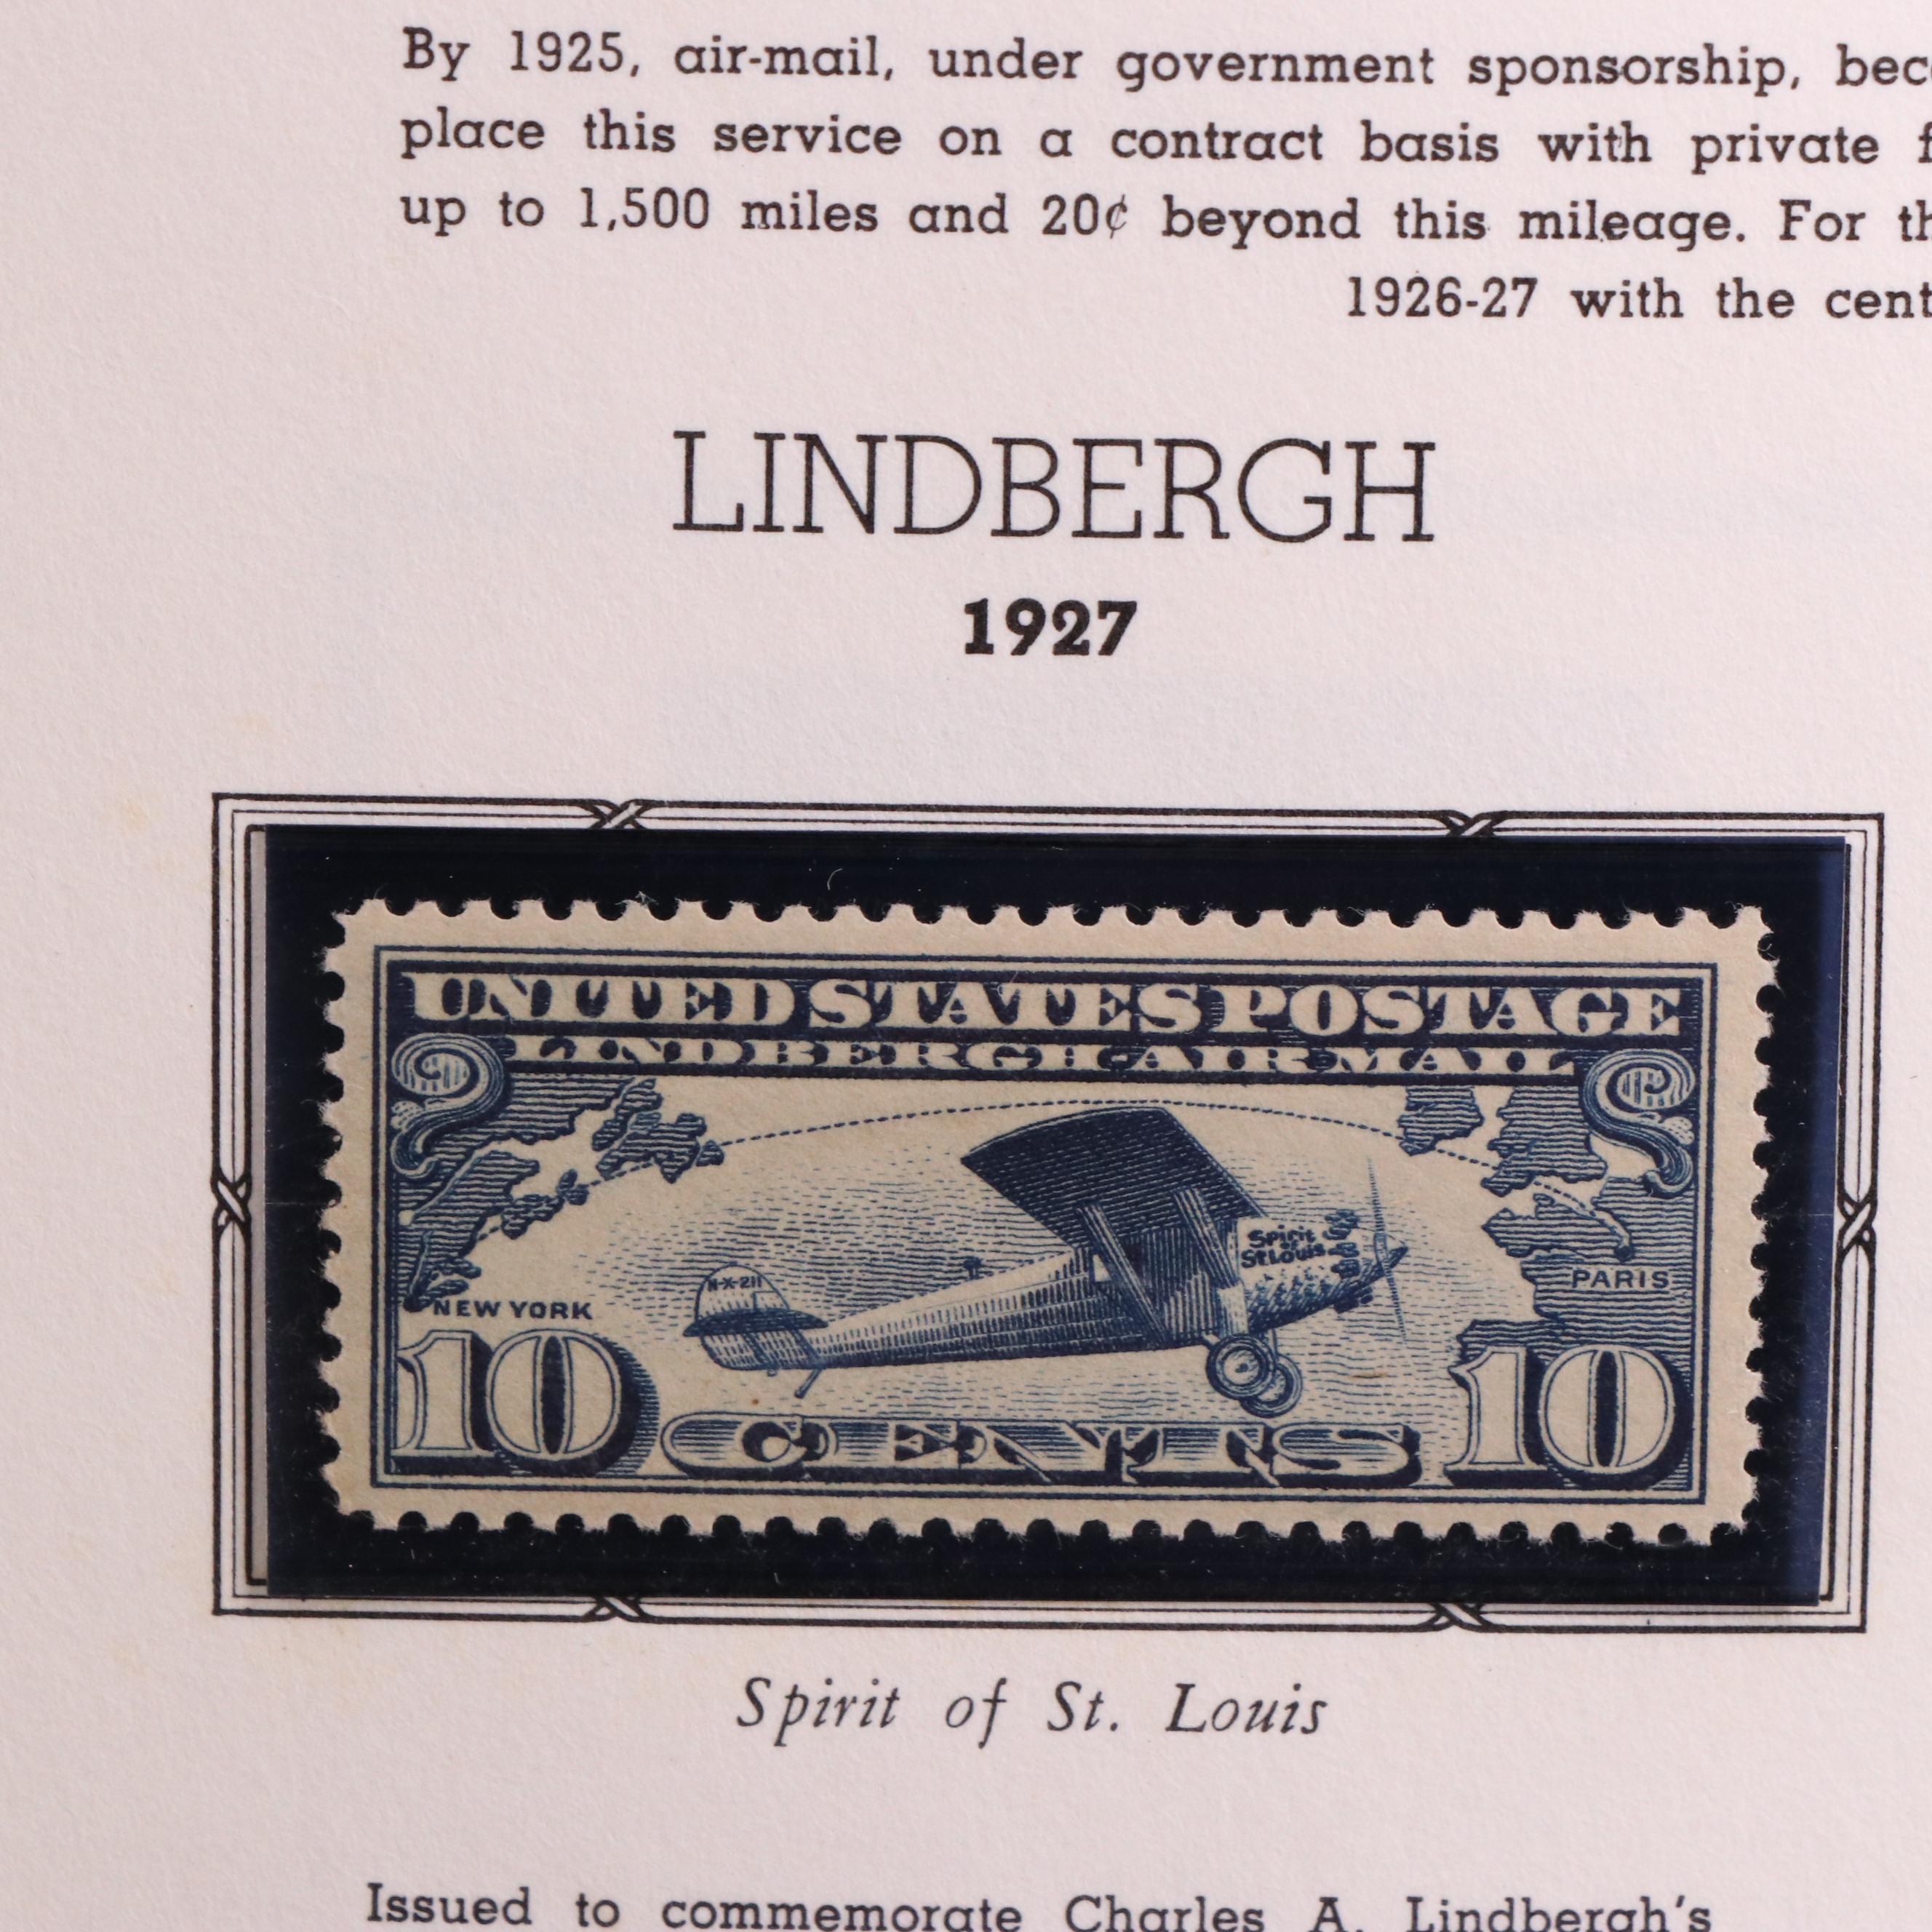 By 1925, air-mail, under government sponsorship, bec
place this service on a contract basis with private f
up to 1,500 miles and 20¢ beyond this mileage. For th
1926-27 with the cent
LINDBERGH
1927
UNITED STATES POSTAGE
LINDBERGH-AIR-MAIL
Spirit
of
St. Louis
N-X-211
NEW YORK
PARIS
10 CENTS 10
Spirit of St. Louis
Issued to commemorate Charles A. Lindbergh's